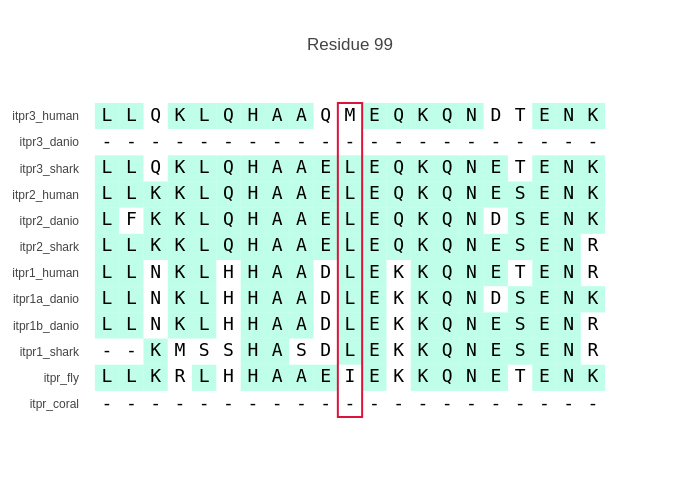 Residue 99
itpr3_human L L Q K L Q H A A Q M E Q K Q N D T E N K
itpr3_danio - - - - - - - - - - - - - - - - - - - - -
itpr3_shark L L Q K L Q H A A E L E Q K Q N E T E N K
itpr2_human L L K K L Q H A A E L E Q K Q N E S E N K
itpr2_danio L F K K L Q H A A E L E Q K Q N D S E N K
itpr2_shark L L K K L Q H A A E L E Q K Q N E S E N R
itpr1_human L L N K L H H A A D L E K K Q N E T E N R
itpr1a_danio L L N K L H H A A D L E K K Q N D S E N K
itpr1b_danio L L N K L H H A A D L E K K Q N E S E N R
itpr1_shark - - K M S S H A S D L E K K Q N E S E N R
itpr_fly L L K R L H H A A E I E K K Q N E T E N K
itpr_coral - - - - - - - - - - - - - - - - - - - - -